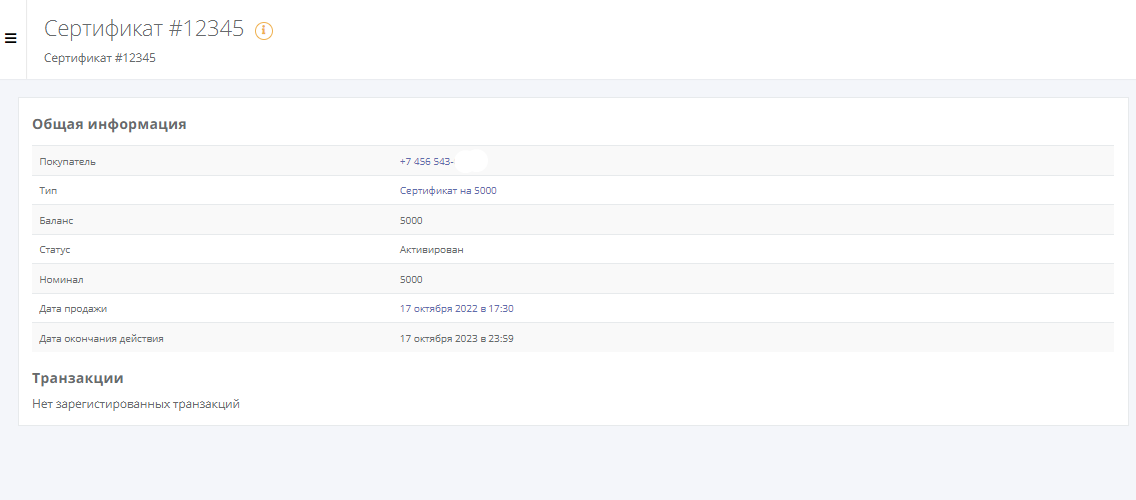 Сертификат #12345
Сертификат #12345
Общая информация
Покупатель +7 456 543-
Тип Сертификат на 5000
Баланс 5000
Статус Активирован
Номинал 5000
Дата продажи 17 октября 2022 в 17:30
Дата окончания действия 17 октября 2023 в 23:59
Транзакции
Нет зарегистированных транзакций